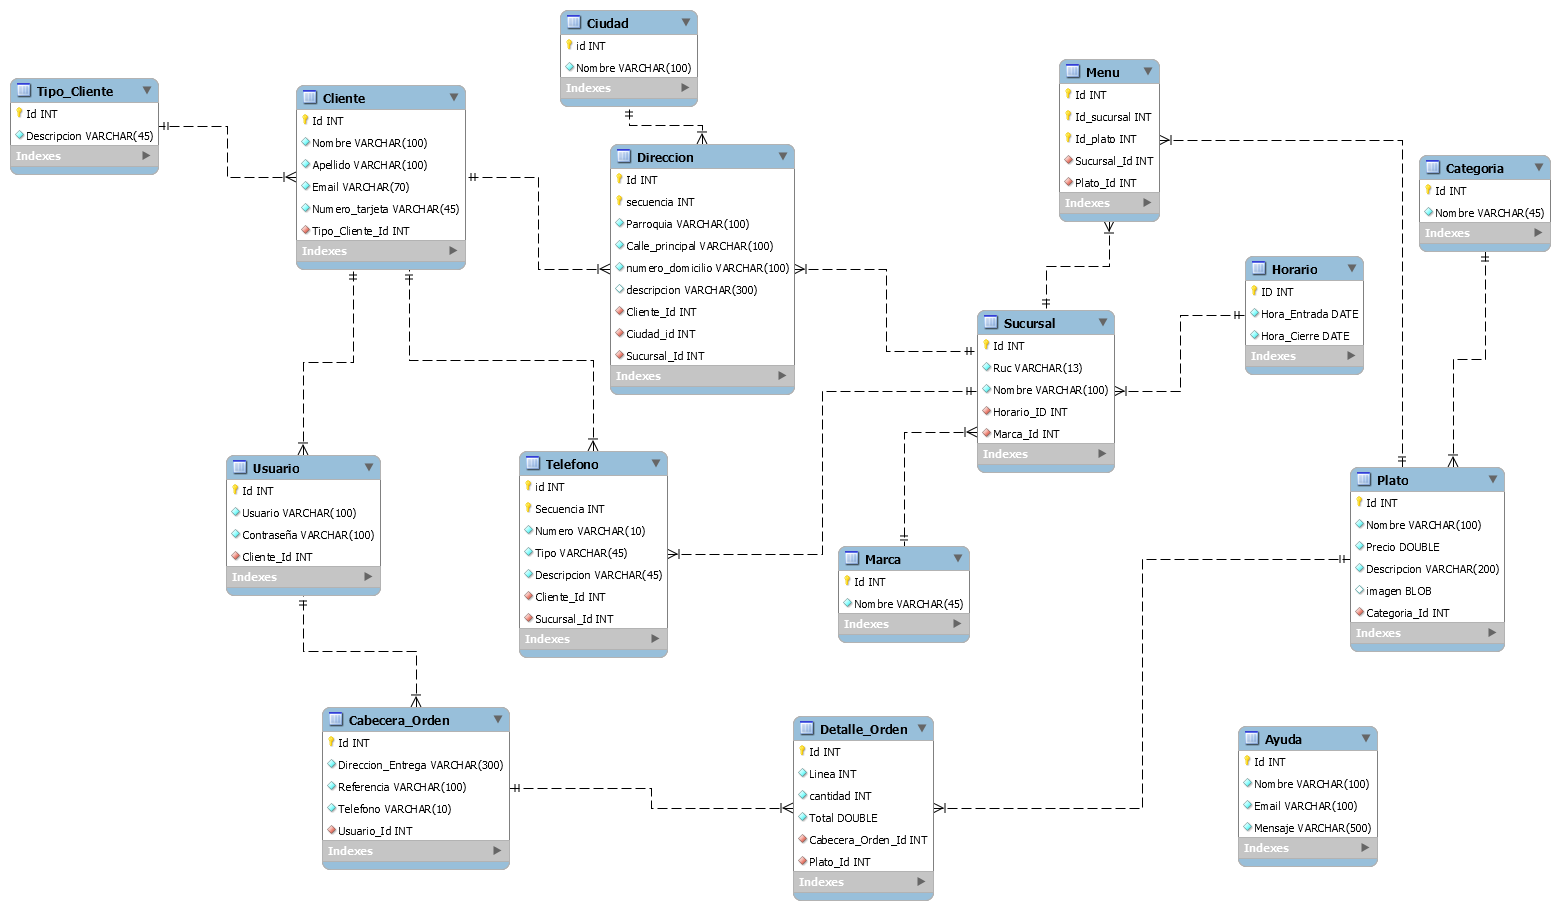 Ciudad
id INT
Nombre VARCHAR(100)
Indexes
Tipo_Cliente
Id INT
Descripcion VARCHAR(45)
Indexes
Cliente
Id INT
Nombre VARCHAR(100)
Apellido VARCHAR(100)
Email VARCHAR(70)
Numero_tarjeta VARCHAR(45)
Tipo_Cliente_Id INT
Indexes
Direccion
Id INT
secuencia INT
Parroquia VARCHAR(100)
Calle_principal VARCHAR(100)
numero_domicilio VARCHAR(100)
descripcion VARCHAR(300)
Cliente_Id INT
Ciudad_id INT
Sucursal_Id INT
Indexes
Menu
Id INT
Id_sucursal INT
Id_plato INT
Sucursal_Id INT
Plato_Id INT
Indexes
Categoria
Id INT
Nombre VARCHAR(45)
Indexes
Horario
ID INT
Hora_Entrada DATE
Hora_Cierre DATE
Indexes
Sucursal
Id INT
Ruc VARCHAR(13)
Nombre VARCHAR(100)
Horario_ID INT
Marca_Id INT
Indexes
Usuario
Id INT
Usuario VARCHAR(100)
Contraseña VARCHAR(100)
Cliente_Id INT
Indexes
Telefono
id INT
Secuencia INT
Numero VARCHAR(10)
Tipo VARCHAR(45)
Descripcion VARCHAR(45)
Cliente_Id INT
Sucursal_Id INT
Indexes
Marca
Id INT
Nombre VARCHAR(45)
Indexes
Plato
Id INT
Nombre VARCHAR(100)
Precio DOUBLE
Descripcion VARCHAR(200)
imagen BLOB
Categoria_Id INT
Indexes
Cabecera_Orden
Id INT
Direccion_Entrega VARCHAR(300)
Referencia VARCHAR(100)
Telefono VARCHAR(10)
Usuario_Id INT
Indexes
Detalle_Orden
Id INT
Linea INT
cantidad INT
Total DOUBLE
Cabecera_Orden_Id INT
Plato_Id INT
Indexes
Ayuda
Id INT
Nombre VARCHAR(100)
Email VARCHAR(100)
Mensaje VARCHAR(500)
Indexes